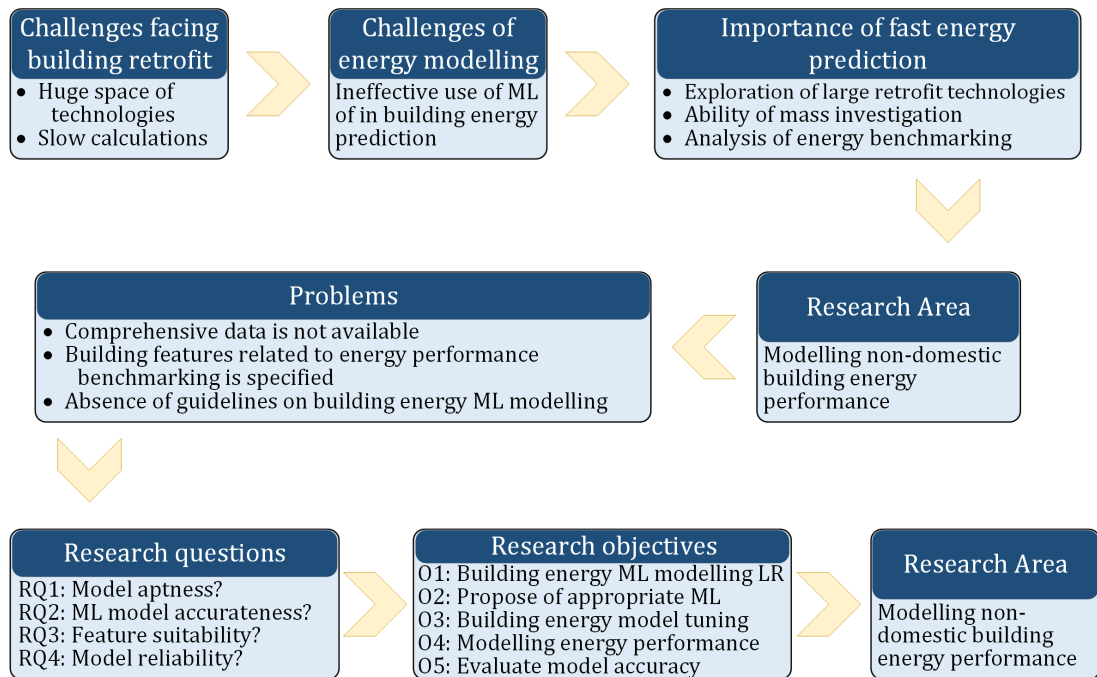 Challenges facing
building retrofit
• Huge space of
technologies
• Slow calculations
Challenges of
energy modelling
Ineffective use of ML
of in building energy
prediction
Importance of fast energy
prediction
• Exploration of large retrofit technologies
• Ability of mass investigation
• Analysis of energy benchmarking
Research Area
Modelling non-domestic
building energy
performance
Problems
• Comprehensive data is not available
• Building features related to energy performance
benchmarking is specified
• Absence of guidelines on building energy ML modelling
Research questions
RQ1: Model aptness?
RQ2: ML model accurateness?
RQ3: Feature suitability?
RQ4: Model reliability?
Research objectives
O1: Building energy ML modelling LR
O2: Propose of appropriate ML
O3: Building energy model tuning
O4: Modelling energy performance
O5: Evaluate model accuracy
Research Area
Modelling non-
domestic building
energy performance